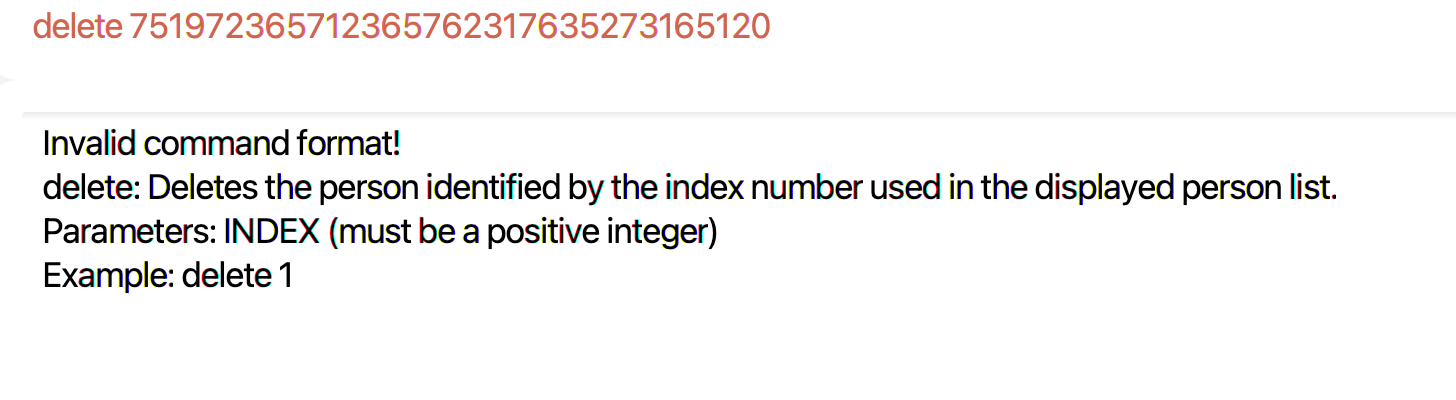 delete 751972365712365762317635273165120
Invalid command format!
delete: Deletes the person identified by the index number used in the displayed person list.
Parameters: INDEX (must be a positive integer)
Example: delete 1